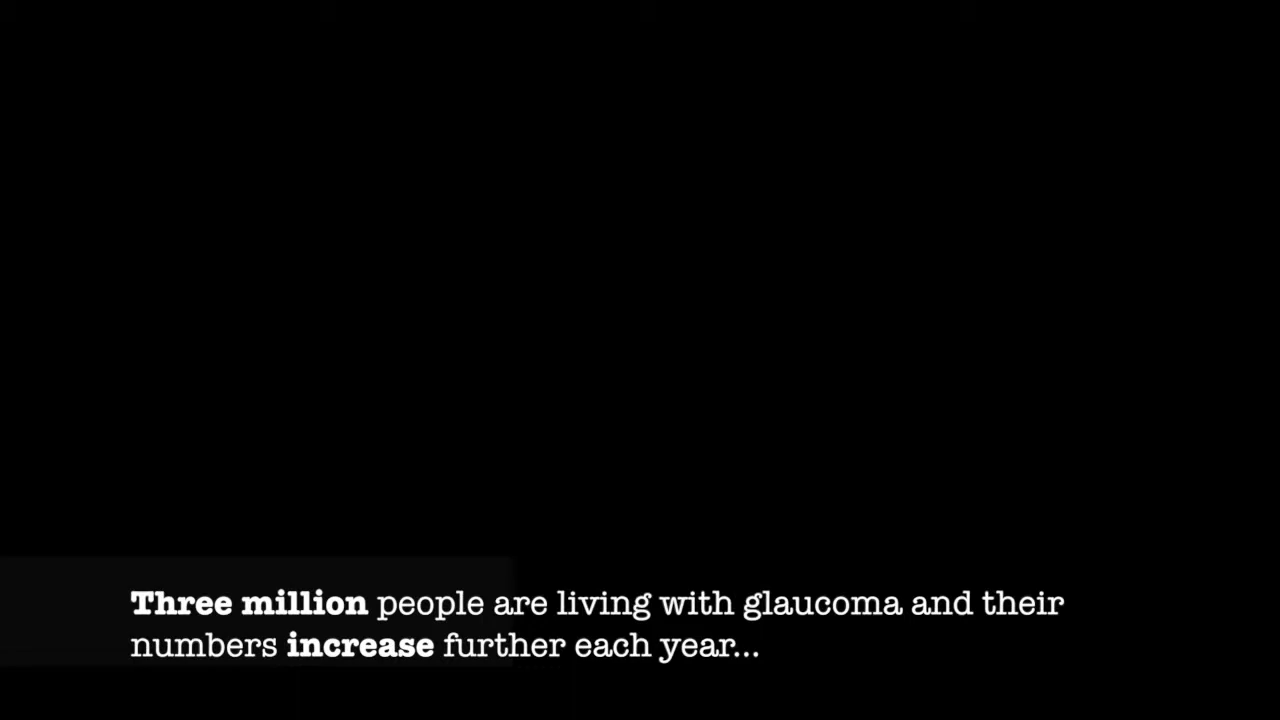 Three million people are living with glaucoma and their
numbers increase further each year...